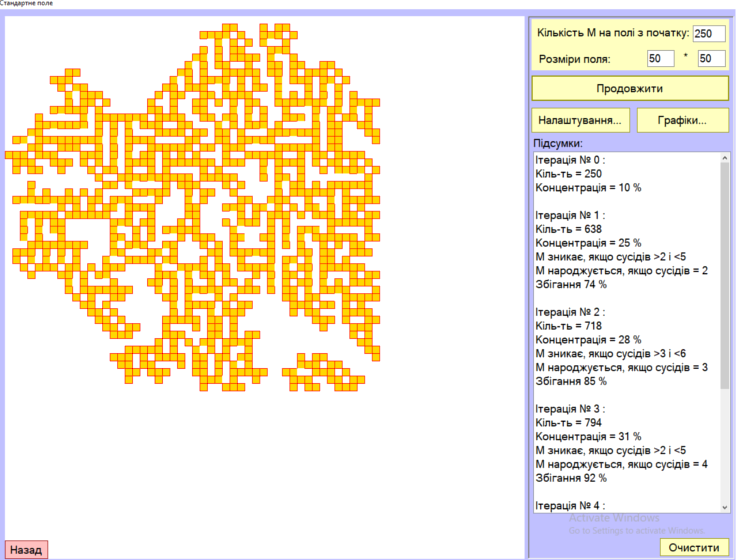 Стандартне поле
Кількість М на полі з початку: 250
Розміри поля: 50 * 50
Продовжити
Налаштування... Графіки...
Підсумки:
Ітерація № 0 :
Кіль-ть = 250
Концентрація = 10 %
Ітерація № 1 :
Кіль-ть = 638
Концентрація = 25 %
М зникає, якщо сусідів >2 і <5
М народжується, якщо сусідів = 2
Збігання 74 %
Ітерація № 2 :
Кіль-ть = 718
Концентрація = 28 %
М зникає, якщо сусідів >3 і <6
М народжується, якщо сусідів = 3
Збігання 85 %
Ітерація № 3 :
Кіль-ть = 794
Концентрація = 31 %
М зникає, якщо сусідів >2 і <5
М народжується, якщо сусідів = 4
Збігання 92 %
Ітерація № 4 :
Activate Windows
Go to Settings to activate Windows.
Назад
Очистити